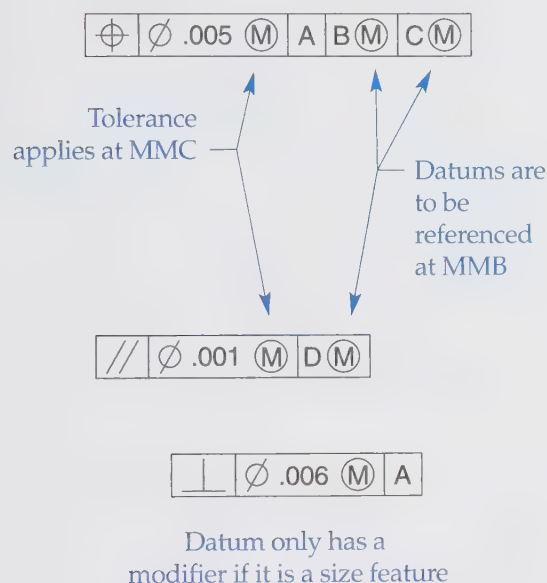 ⌖ ⌀ .005 Ⓜ A BⓂ CⓂ
Tolerance
applies at MMC
Datums are
to be
referenced
at MMB
// ⌀ .001 Ⓜ DⓂ
⊥ ⌀ .006 Ⓜ A
Datum only has a
modifier if it is a size feature